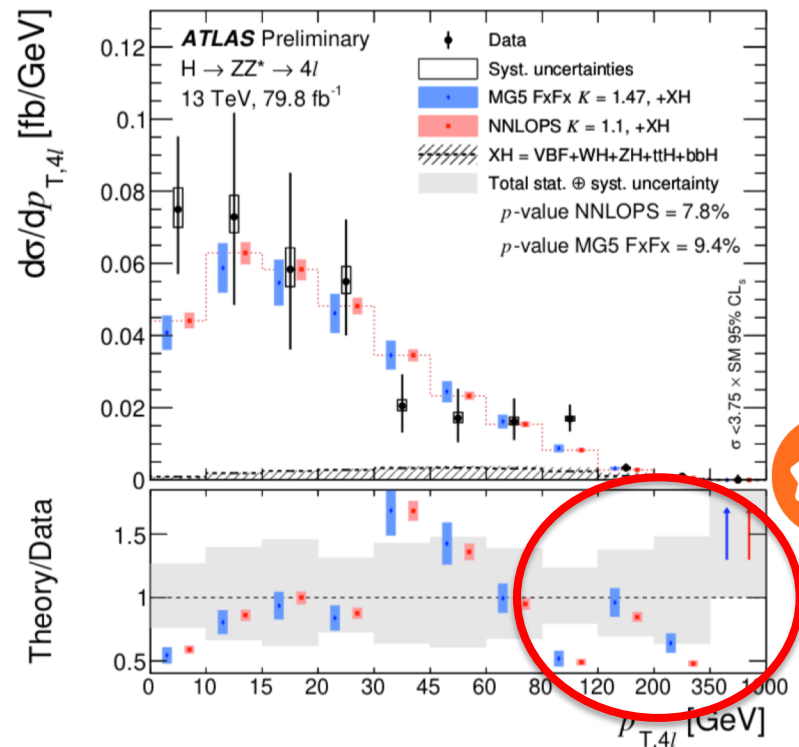 ATLAS Preliminary
H → ZZ* → 4l
13 TeV, 79.8 fb⁻¹
Data
Syst. uncertainties
MG5 FxFx K = 1.47, +XH
NNLOPS K = 1.1, +XH
XH = VBF+WH+ZH+ttH+bbH
Total stat. ⊕ syst. uncertainty
p-value NNLOPS = 7.8%
p-value MG5 FxFx = 9.4%
σ <3.75 × SM 95% CLₛ
dσ/dp_T,4l [fb/GeV]
0.12
0.1
0.08
0.06
0.04
0.02
0
Theory/Data
1.5
1
0.5
0 10 15 20 30 45 60 80 120 200 350 1000
p_T,4l [GeV]